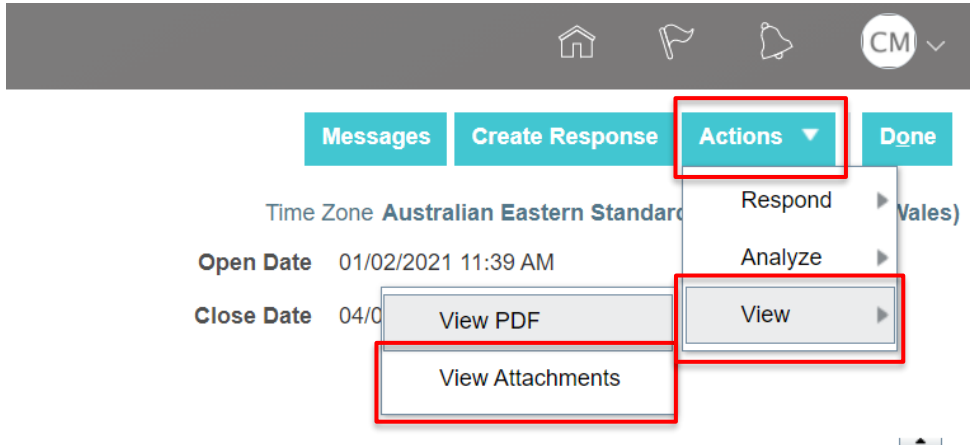 CM
Messages Create Response Actions Done
Respond
Time Zone Australian Eastern Standard Wales)
Analyze
Open Date 01/02/2021 11:39 AM
View
Close Date 04/0
View PDF
View Attachments